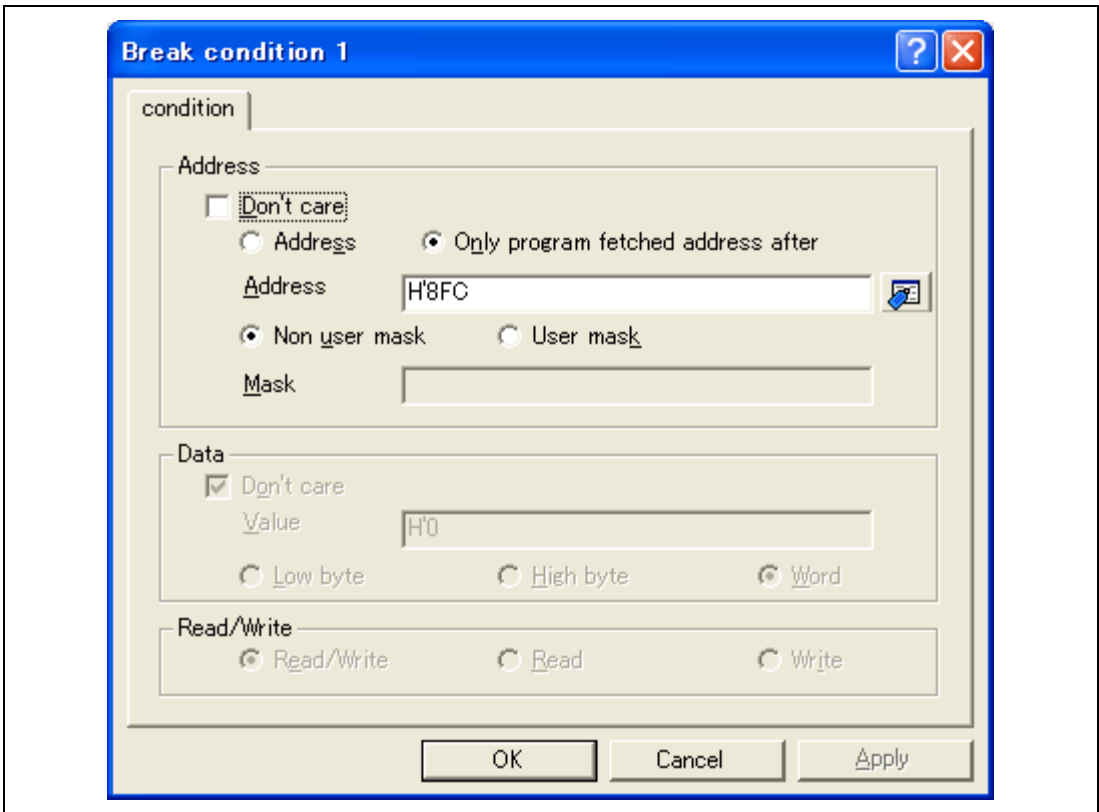 Break condition 1
condition
Address
Don't care
Address Only program fetched address after
Address H'8FC
Non user mask User mask
Mask
Data
Don't care
Value H'0
Low byte High byte Word
Read/Write
Read/Write Read Write
OK Cancel Apply